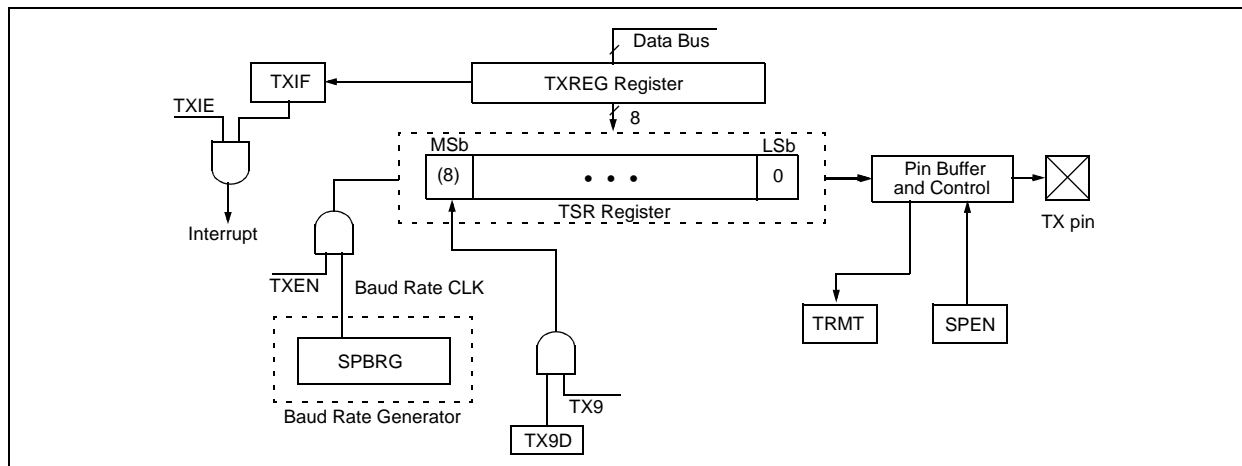 Data Bus
TXIF
TXREG Register
TXIE
8
MSb
LSb
(8)
• • •
0
Pin Buffer
and Control
TSR Register
Interrupt
TX pin
TXEN
Baud Rate CLK
TRMT
SPEN
SPBRG
TX9
Baud Rate Generator
TX9D